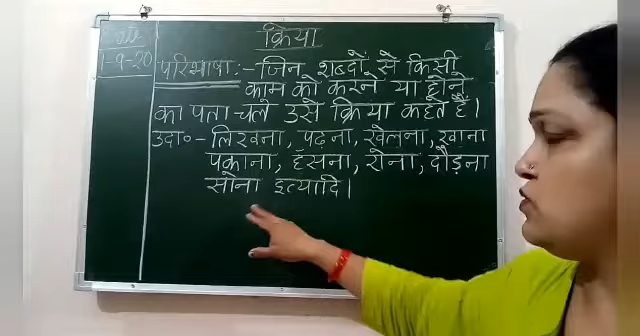 क्रिया
1-9-20
परिभाषा:- जिन शब्दों से किसी
काम को करने या होने
का पता चले उसे क्रिया कहते हैं।
उदा०- लिखना, पढ़ना, खेलना, खाना
पकाना, हँसना, रोना, दौड़ना
सोना इत्यादि।